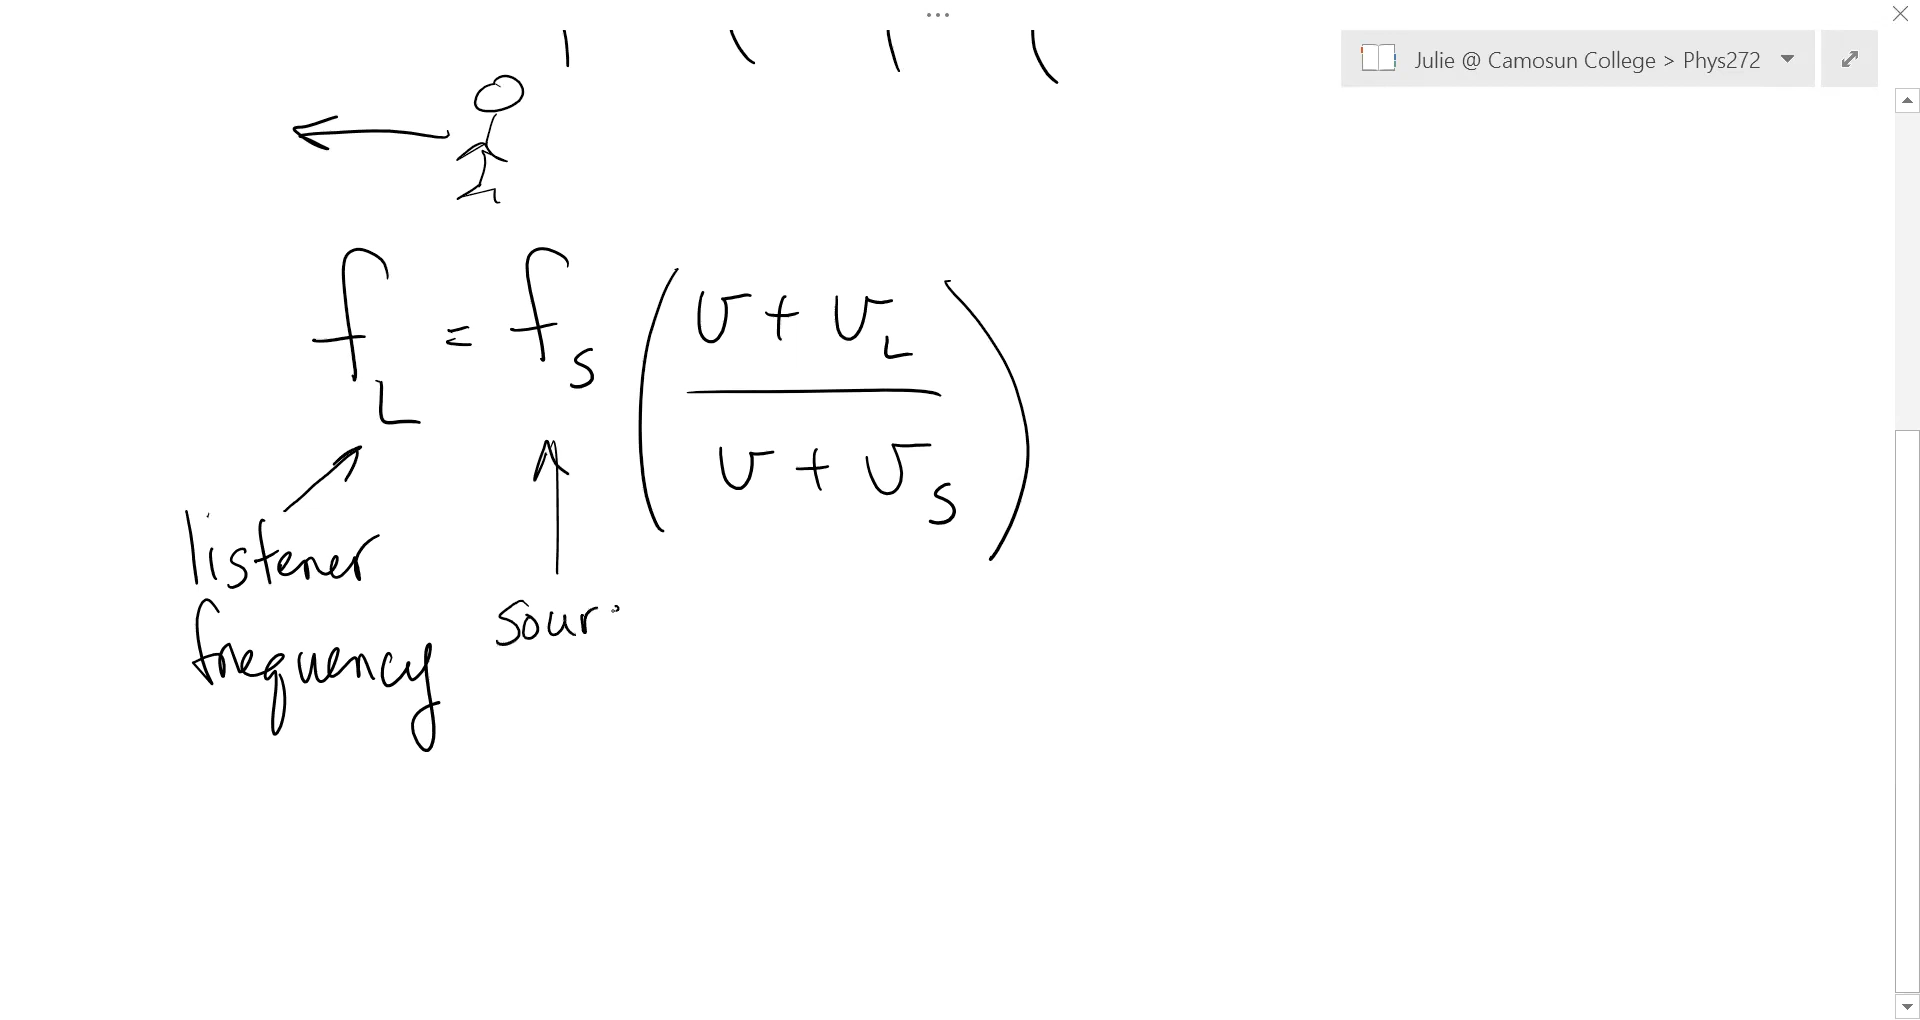 Julie @ Camosun College > Phys272
f_L = f_S ( (v + v_L) / (v + v_S) )
listener
frequency
sour